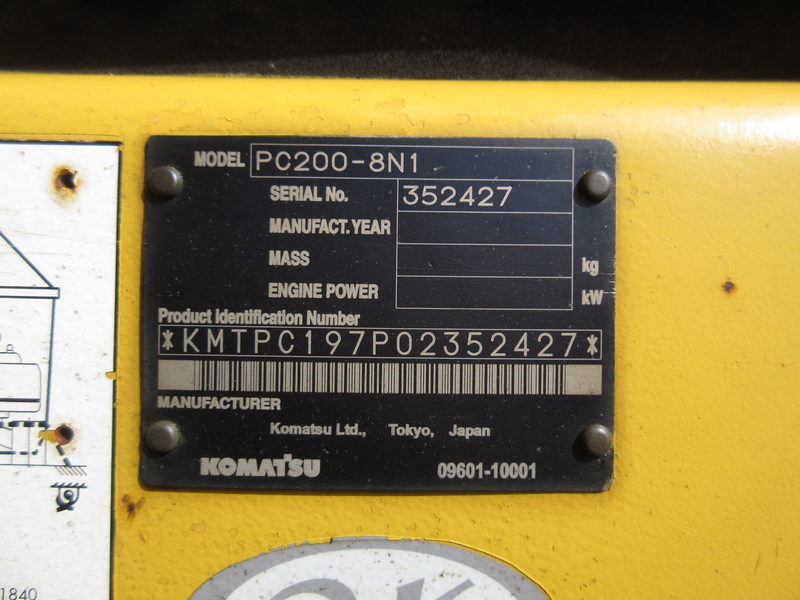 MODEL PC200-8N1
SERIAL No. 352427
MANUFACT. YEAR
MASS kg
ENGINE POWER kW
Product Identification Number
*KMTPC197P02352427*
MANUFACTURER
Komatsu Ltd., Tokyo, Japan
KOMATSU 09601-10001
1840